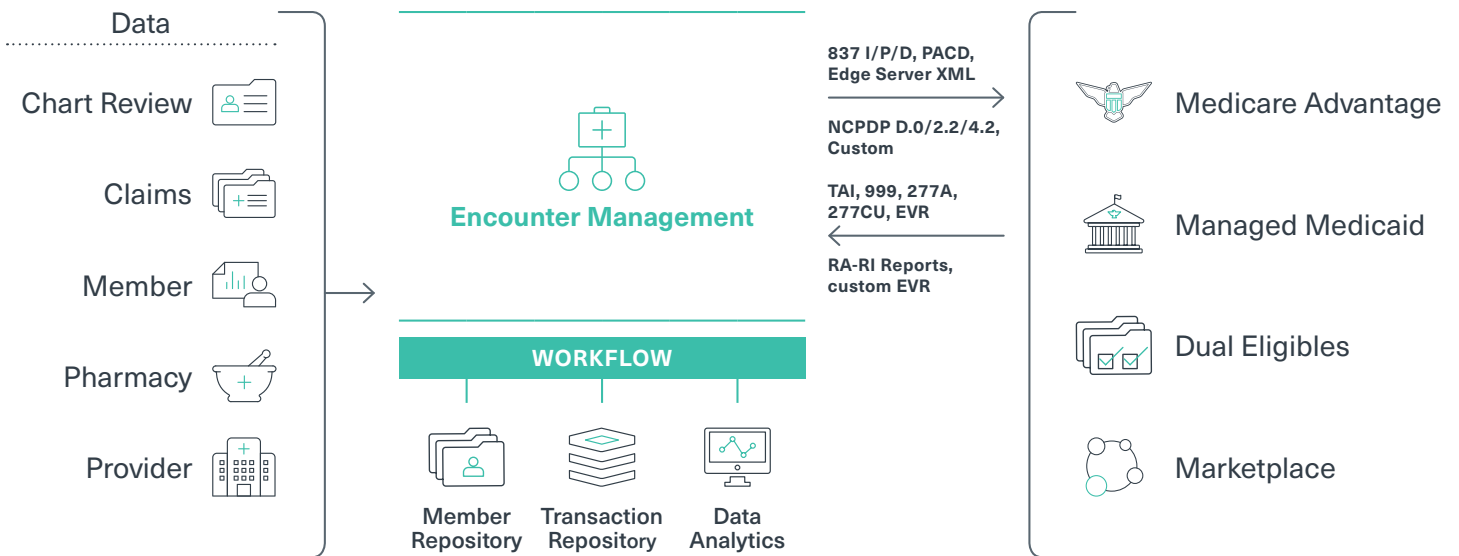 Data
Chart Review
Claims
Member
Pharmacy
Provider
Encounter Management
WORKFLOW
Member
Repository
Transaction
Repository
Data
Analytics
837 I/P/D, PACD,
Edge Server XML
NCPDP D.0/2.2/4.2,
Custom
TAI, 999, 277A,
277CU, EVR
RA-RI Reports,
custom EVR
Medicare Advantage
Managed Medicaid
Dual Eligibles
Marketplace